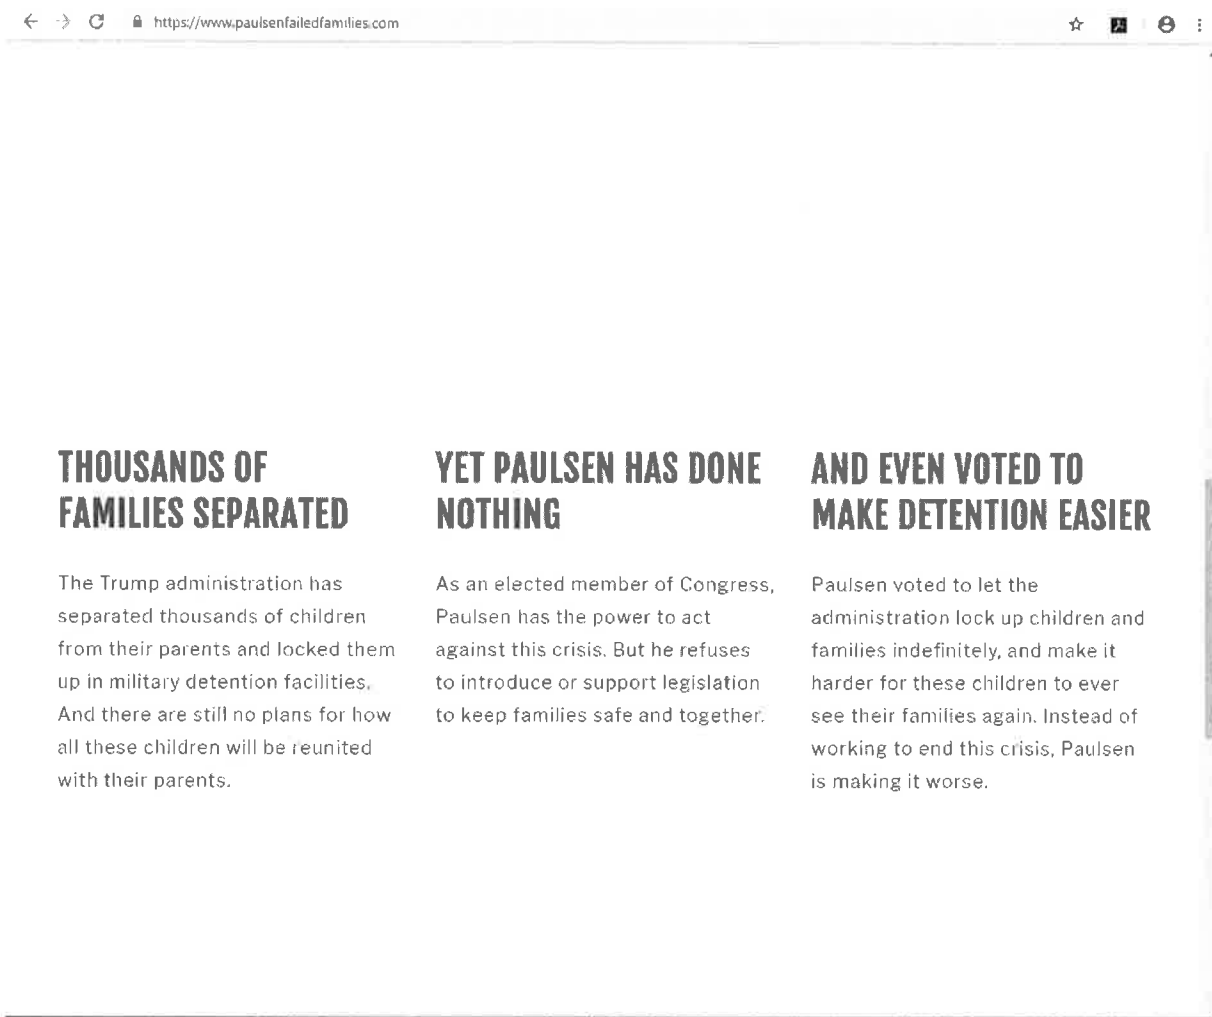 https://www.paulsenfailedfamilies.com
THOUSANDS OF
FAMILIES SEPARATED
The Trump administration has
separated thousands of children
from their parents and locked them
up in military detention facilities.
And there are still no plans for how
all these children will be reunited
with their parents.
YET PAULSEN HAS DONE
NOTHING
As an elected member of Congress,
Paulsen has the power to act
against this crisis. But he refuses
to introduce or support legislation
to keep families safe and together.
AND EVEN VOTED TO
MAKE DETENTION EASIER
Paulsen voted to let the
administration lock up children and
families indefinitely, and make it
harder for these children to ever
see their families again. Instead of
working to end this crisis, Paulsen
is making it worse.